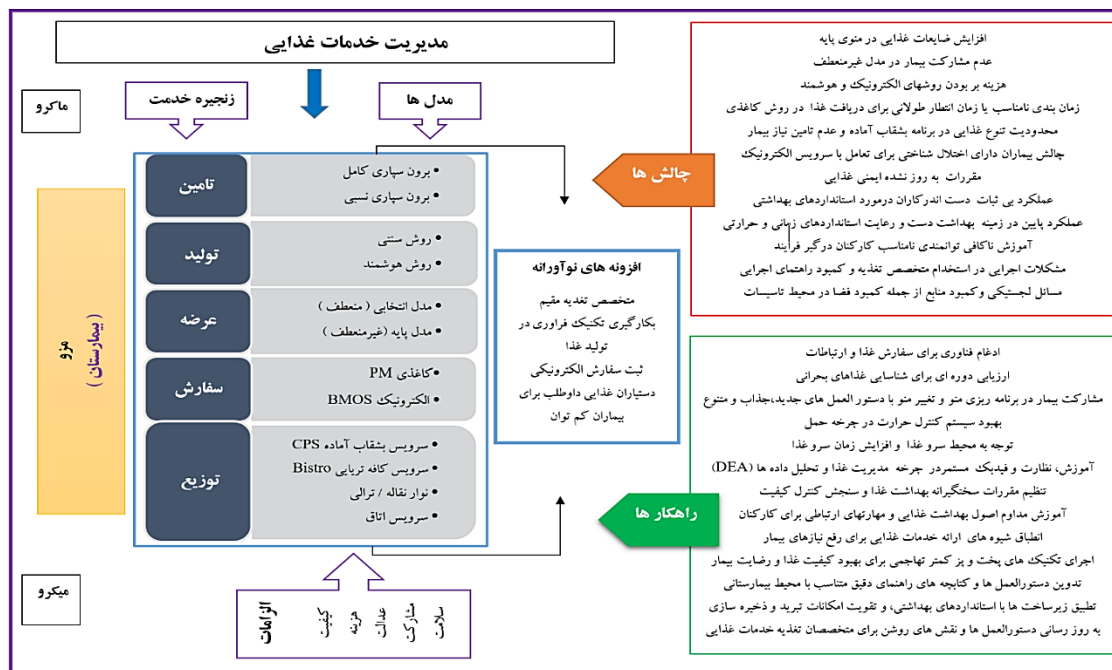 مدیریت خدمات غذایی
ماکرو
زنجیره خدمت
مدل ها
مزو
( بیمارستان )
میکرو
تامین
• برون سپاری کامل
• برون سپاری نسبی
تولید
• روش سنتی
• روش هوشمند
عرضه
• مدل انتخابی ( منعطف )
• مدل پایه (غیرمنعطف )
سفارش
• کاغذی PM
• الکترونیک BMOS
توزیع
• سرویس بشقاب آماده CPS
• سرویس کافه تریایی Bistro
• نوار نقاله / ترالی
• سرویس اتاق
الزامات
کیفیت
هزینه
عدالت
مشارکت
سلامت
افزونه های نوآورانه
متخصص تغذیه مقیم
بکارگیری تکنیک فراوری در
تولید غذا
ثبت سفارش الکترونیکی
دستیاران غذایی داوطلب برای
بیماران کم توان
چالش ها
افزایش ضایعات غذایی در منوی پایه
عدم مشارکت بیمار در مدل غیرمنعطف
هزینه بر بودن روشهای الکترونیک و هوشمند
زمان بندی نامناسب یا زمان انتظار طولانی برای دریافت غذا در روش کاغذی
محدودیت تنوع غذایی در برنامه بشقاب آماده و عدم تامین نیاز بیمار
چالش بیماران دارای اختلال شناختی برای تعامل با سرویس الکترونیک
مقررات به روز نشده ایمنی غذایی
عملکرد بی ثبات دست اندرکاران درمورد استانداردهای بهداشتی
عملکرد پایین در زمینه بهداشت دست و رعایت استانداردهای زمانی و حرارتی
آموزش ناکافی توانمندی نامناسب کارکنان درگیر فرآیند
مشکلات اجرایی در استخدام متخصص تغذیه و کمبود راهنمای اجرایی
مسائل لجستیکی وکمبود منابع از جمله کمبود فضا در محیط تاسیسات
راهکار ها
ادغام فناوری برای سفارش غذا و ارتباطات
ارزیابی دوره ای برای شناسایی غذاهای بحرانی
مشارکت بیمار در برنامه ریزی منو و تغییر منو با دستور العمل های جدید،جذاب و متنوع
بهبود سیستم کنترل حرارت در چرخه حمل
توجه به محیط سرو غذا و افزایش زمان سرو غذا
آموزش، نظارت و فیدبک مستمردر چرخه مدیریت غذا و تحلیل داده ها (DEA)
تنظیم مقررات سختگیرانه بهداشت غذا و سنجش کنترل کیفیت
آموزش مداوم اصول بهداشت غذایی و مهارتهای ارتباطی برای کارکنان
انطباق شیوه های ارائه خدمات غذایی برای رفع نیازهای بیمار
اجرای تکنیک های پخت و پز کمتر تهاجمی برای بهبود کیفیت غذا و رضایت بیمار
تدوین دستورالعمل ها و کتابچه های راهنمای دقیق متناسب با محیط بیمارستانی
تطبیق زیرساخت ها با استانداردهای بهداشتی، و تقویت امکانات تبرید و ذخیره سازی
به روز رسانی دستورالعمل ها و نقش های روشن برای متخصصان تغذیه خدمات غذایی